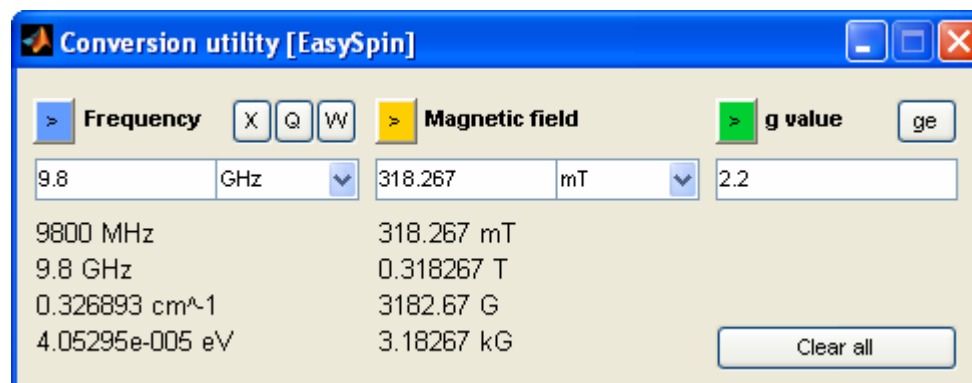 Conversion utility [EasySpin]
> Frequency X Q W > Magnetic field > g value ge
9.8 GHz 318.267 mT 2.2
9800 MHz 318.267 mT
9.8 GHz 0.318267 T
0.326893 cm^-1 3182.67 G
4.05295e-005 eV 3.18267 kG
Clear all